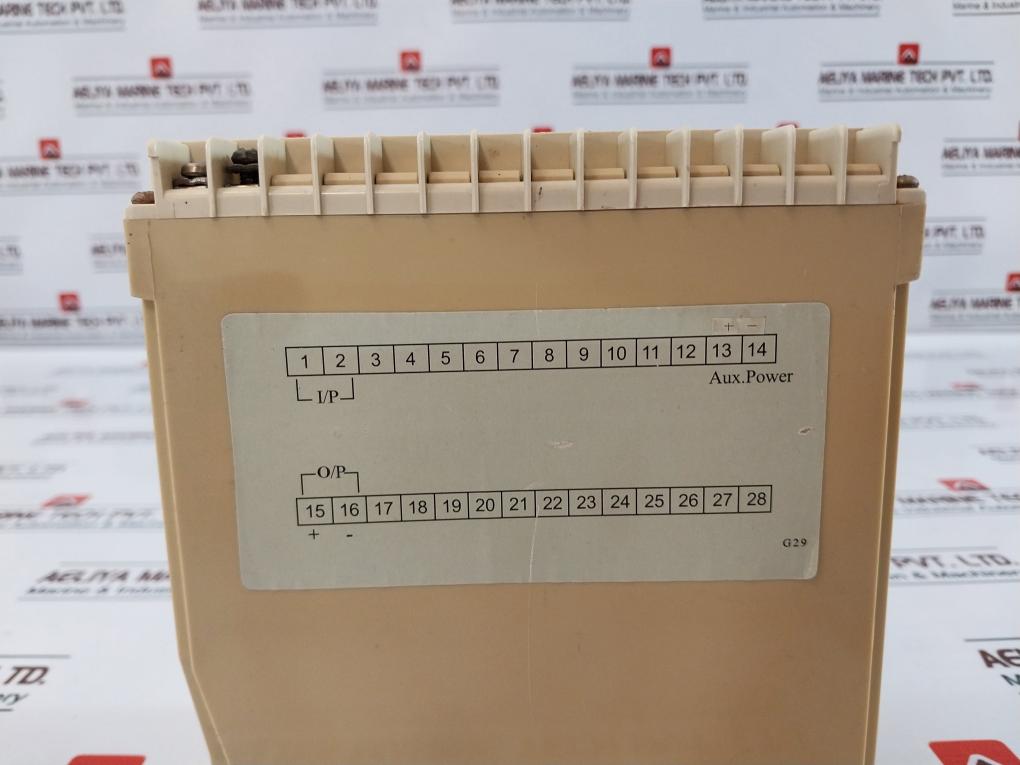 AELIYA MARINE TECH PVT. LTD.
Marine & Industrial Automation & Machinery
+ −
1 2 3 4 5 6 7 8 9 10 11 12 13 14
I/P
Aux.Power
O/P
15 16 17 18 19 20 21 22 23 24 25 26 27 28
+ -
G29